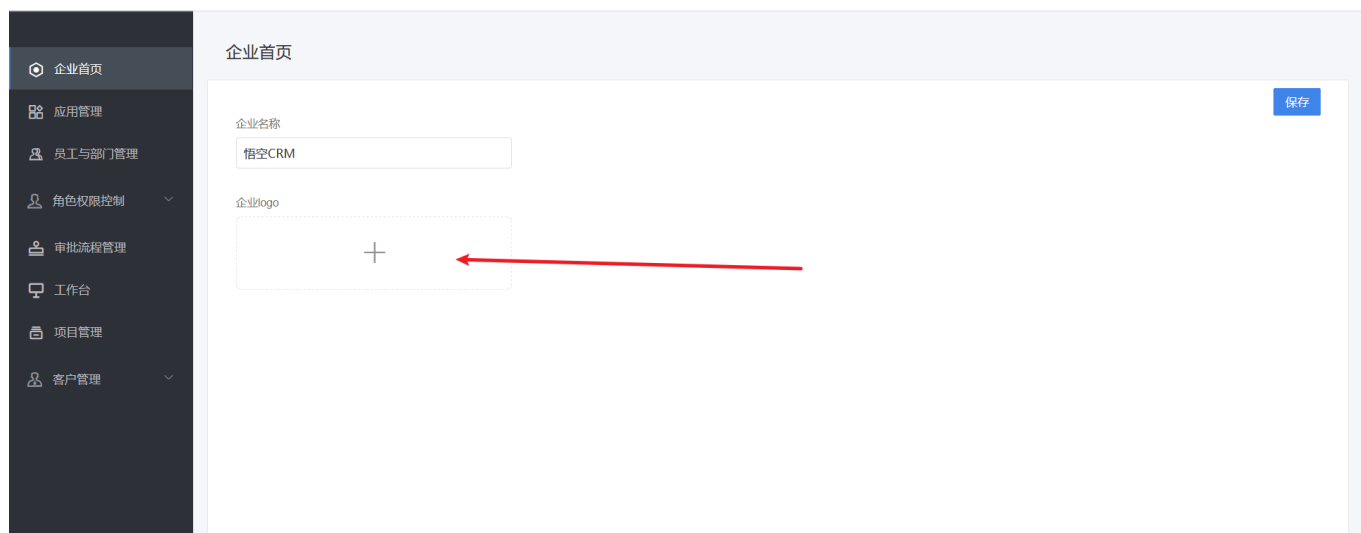 企业首页
应用管理
员工与部门管理
角色权限控制
审批流程管理
工作台
项目管理
客户管理
企业首页
保存
企业名称
悟空CRM
企业logo